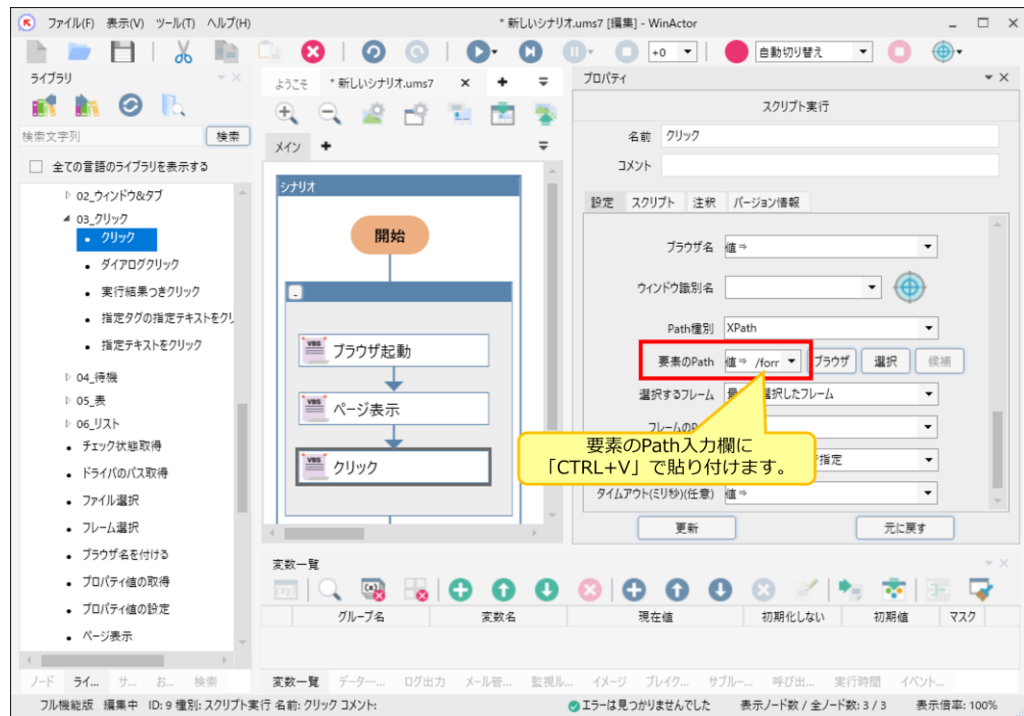 ファイル(F) 表示(V) ツール(T) ヘルプ(H)
* 新しいシナリオ.ums7 [編集] - WinActor
+0
自動切り替え
ライブラリ
検索文字列
検索
全ての言語のライブラリを表示する
02_ウィンドウ&タブ
03_クリック
クリック
ダイアログクリック
実行結果つきクリック
指定タグの指定テキストをクリ
指定テキストをクリック
04_待機
05_表
06_リスト
チェック状態取得
ドライバのパス取得
ファイル選択
フレーム選択
ブラウザ名を付ける
プロパティ値の取得
プロパティ値の設定
ページ表示
ノード ライ... サ... お... 検索
ようこそ * 新しいシナリオ.ums7
メイン
シナリオ
開始
VBS ブラウザ起動
VBS ページ表示
VBS クリック
プロパティ
スクリプト実行
名前 クリック
コメント
設定 スクリプト 注釈 バージョン情報
ブラウザ名 値⇒
ウィンドウ識別名
Path種別 XPath
要素のPath 値⇒ /forr ブラウザ 選択 候補
選択するフレーム 最 選択したフレーム
フレームのP
指定
タイムアウト(ミリ秒)(任意) 値⇒
要素のPath入力欄に
「CTRL+V」で貼り付けます。
更新 元に戻す
変数一覧
グループ名 変数名 現在値 初期化しない 初期値 マスク
変数一覧 データー... ログ出力 メール管... 監視ル... イメージ ブレイク... サブルー... 呼び出... 実行時間 イベント...
フル機能版 編集中 ID: 9 種別: スクリプト実行 名前: クリック コメント:
エラーは見つかりませんでした 表示ノード数 / 全ノード数: 3 / 3 表示倍率: 100%